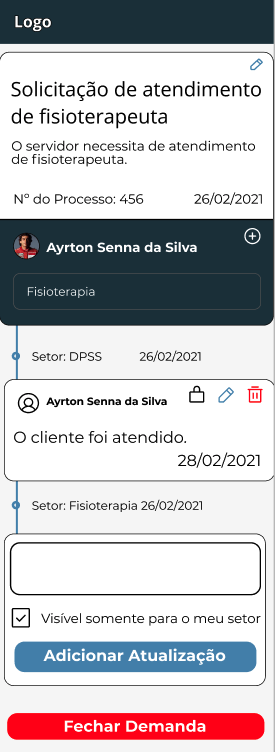 Logo
Solicitação de atendimento
de fisioterapeuta
O servidor necessita de atendimento
de fisioterapeuta.
Nº do Processo: 456 26/02/2021
Ayrton Senna da Silva
Fisioterapia
Setor: DPSS 26/02/2021
Ayrton Senna da Silva
O cliente foi atendido.
28/02/2021
Setor: Fisioterapia 26/02/2021
Visível somente para o meu setor
Adicionar Atualização
Fechar Demanda